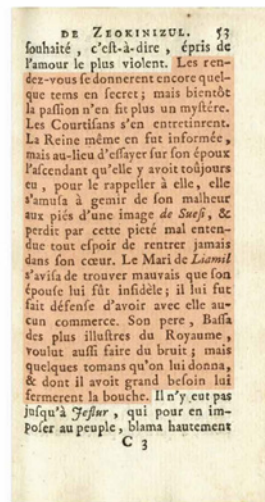 DE ZEOKINIZUL. 53
ſouhaité , c'eſt-à-dire , épris de
l'amour le plus violent. Les ren-
dez-vous ſe donnerent encore quel-
que tems en ſecret ; mais bientôt
la paſſion n'en fit plus un myſtére.
Les Courtiſans s'en entretinrent.
La Reine même en fut informée ,
mais au-lieu d'eſſayer ſur ſon époux
l'aſcendant qu'elle y avoit toûjours
eu , pour le rappeller à elle, elle
s'amuſa à gemir de ſon malheur
aux piés d'une image de Sueſi, &
perdit par cette pieté mal enten-
due tout eſpoir de rentrer jamais
dans ſon cœur. Le Mari de Liamil
s'aviſa de trouver mauvais que ſon
épouſe lui fût infidèle; il lui fut
fait défenſe d'avoir avec elle au-
cun commerce. Son pere , Baſſa
des plus illuſtres du Royaume ,
voulut auſſi faire du bruit ; mais
quelques tomans qu'on lui donna,
& dont il avoit grand beſoin lui
fermerent la bouche. Il n'y eut pas
juſqu'à Jeſtur , qui pour en im-
poſer au peuple , blama hautement
C 3